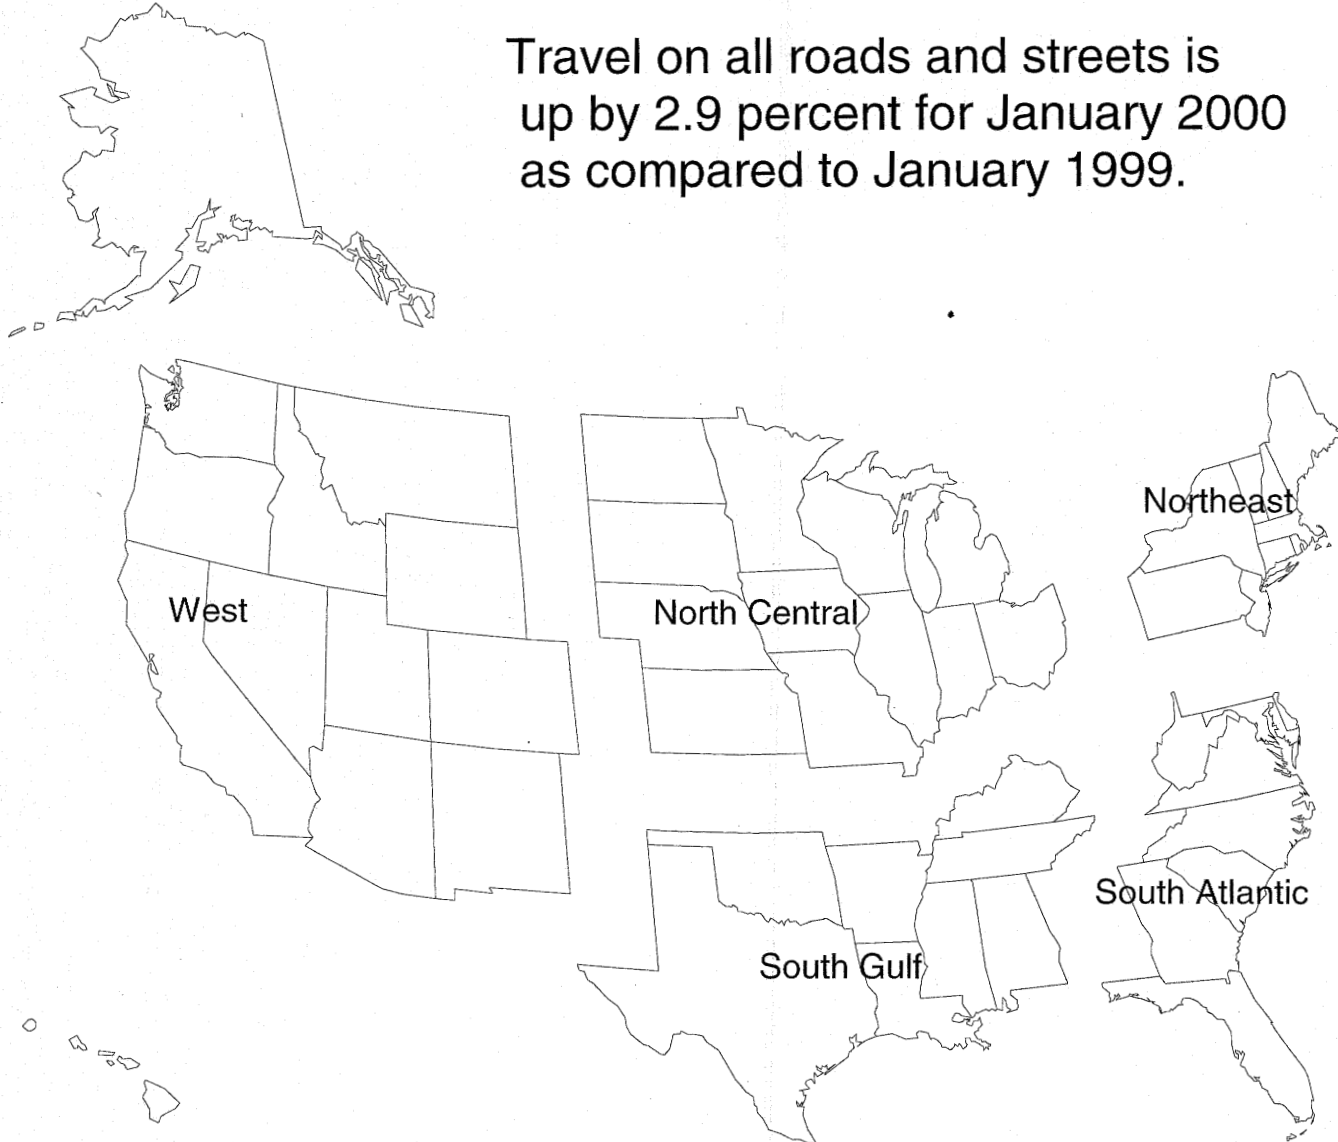 Travel on all roads and streets is
up by 2.9 percent for January 2000
as compared to January 1999.
Northeast
West
North Central
South Atlantic
South Gulf